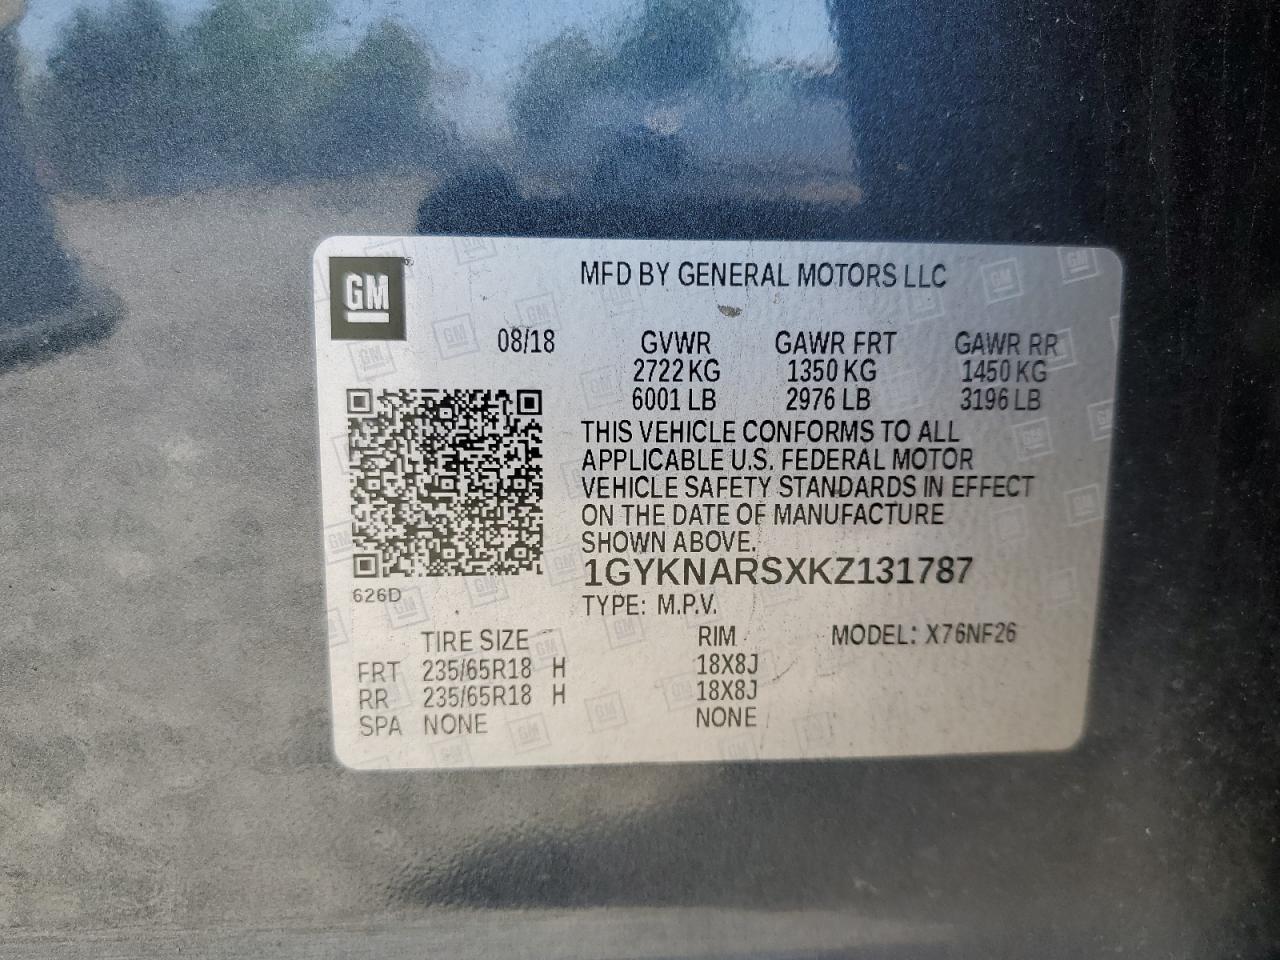 GM
MFD BY GENERAL MOTORS LLC
08/18 GVWR GAWR FRT GAWR RR
2722 KG 1350 KG 1450 KG
6001 LB 2976 LB 3196 LB
THIS VEHICLE CONFORMS TO ALL
APPLICABLE U.S. FEDERAL MOTOR
VEHICLE SAFETY STANDARDS IN EFFECT
ON THE DATE OF MANUFACTURE
SHOWN ABOVE.
1GYKNARSXKZ131787
626D
TYPE: M.P.V.
TIRE SIZE RIM MODEL: X76NF26
FRT 235/65R18 H 18X8J
RR 235/65R18 H 18X8J
SPA NONE NONE